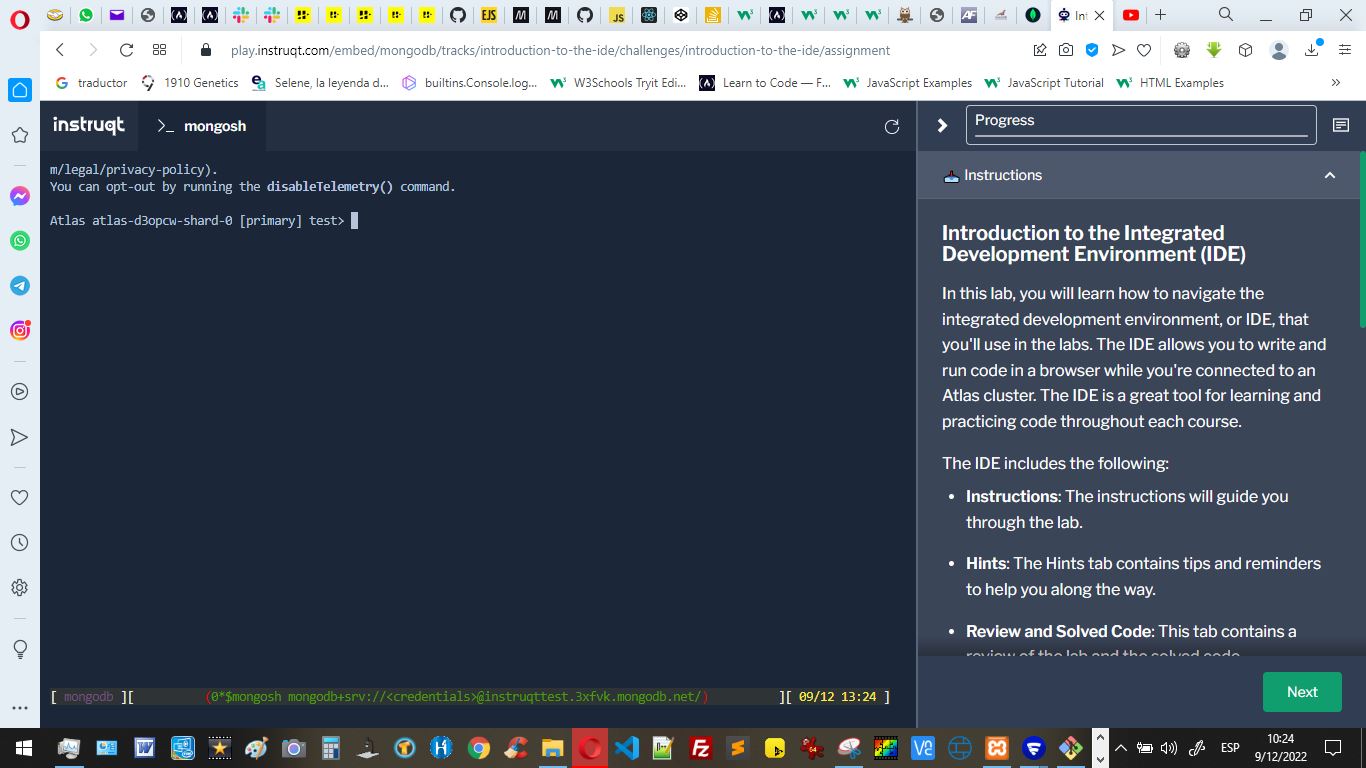 Int
play.instruqt.com/embed/mongodb/tracks/introduction-to-the-ide/challenges/introduction-to-the-ide/assignment
traductor
1910 Genetics
Selene, la leyenda d...
builtins.Console.log...
W3Schools Tryit Edi...
Learn to Code — F...
JavaScript Examples
JavaScript Tutorial
HTML Examples
instruqt
>_ mongosh
Progress
m/legal/privacy-policy).
You can opt-out by running the disableTelemetry() command.
Atlas atlas-d3opcw-shard-0 [primary] test>
[ mongodb ][ (0*$mongosh mongodb+srv://<credentials>@instruqttest.3xfvk.mongodb.net/) ][ 09/12 13:24 ]
Instructions
Introduction to the Integrated
Development Environment (IDE)
In this lab, you will learn how to navigate the
integrated development environment, or IDE, that
you'll use in the labs. The IDE allows you to write and
run code in a browser while you're connected to an
Atlas cluster. The IDE is a great tool for learning and
practicing code throughout each course.
The IDE includes the following:
• Instructions: The instructions will guide you
through the lab.
• Hints: The Hints tab contains tips and reminders
to help you along the way.
• Review and Solved Code: This tab contains a
review of the lab and the solved code
Next
ESP
10:24
9/12/2022